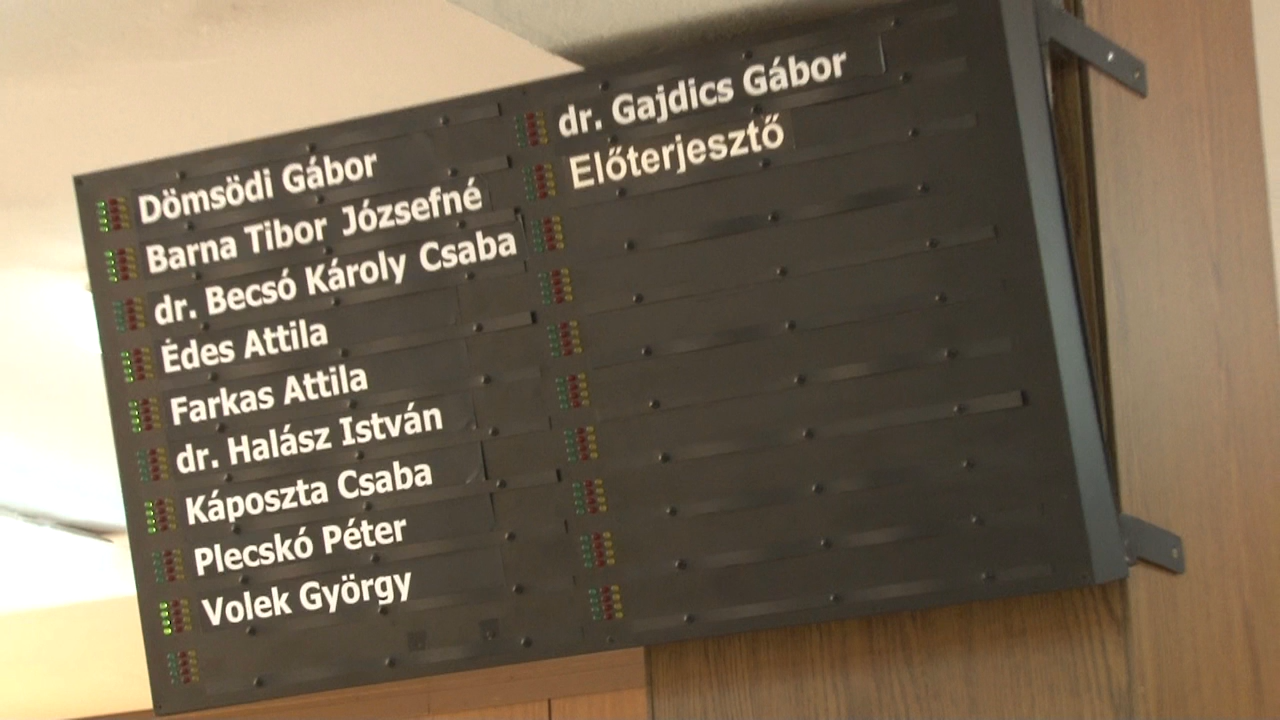 Dömsödi Gábor
Barna Tibor Józsefné
dr. Becsó Károly Csaba
Édes Attila
Farkas Attila
dr. Halász István
Káposzta Csaba
Plecskó Péter
Volek György
dr. Gajdics Gábor
Előterjesztő